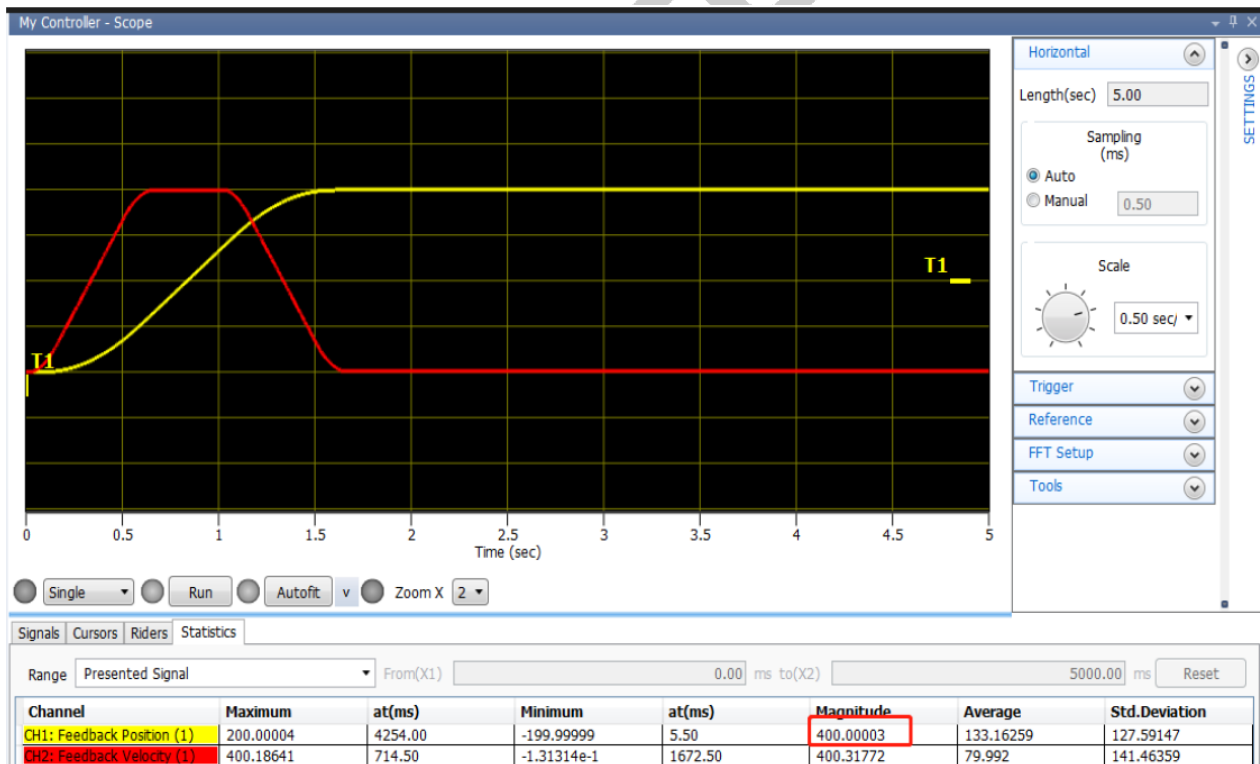 My Controller - Scope
Horizontal
SETTINGS
Length(sec) 5.00
Sampling
(ms)
Auto
Manual 0.50
T1
Scale
0.50 sec/
T1
Trigger
Reference
FFT Setup
Tools
0 0.5 1 1.5 2 2.5 3 3.5 4 4.5 5
Time (sec)
Single Run Autofit v Zoom X 2
Signals Cursors Riders Statistics
Range Presented Signal From(X1) 0.00 ms to(X2) 5000.00 ms Reset
Channel Maximum at(ms) Minimum at(ms) Magnitude Average Std.Deviation
CH1: Feedback Position (1) 200.00004 4254.00 -199.99999 5.50 400.00003 133.16259 127.59147
CH2: Feedback Velocity (1) 400.18641 714.50 -1.31314e-1 1672.50 400.31772 79.992 141.46359